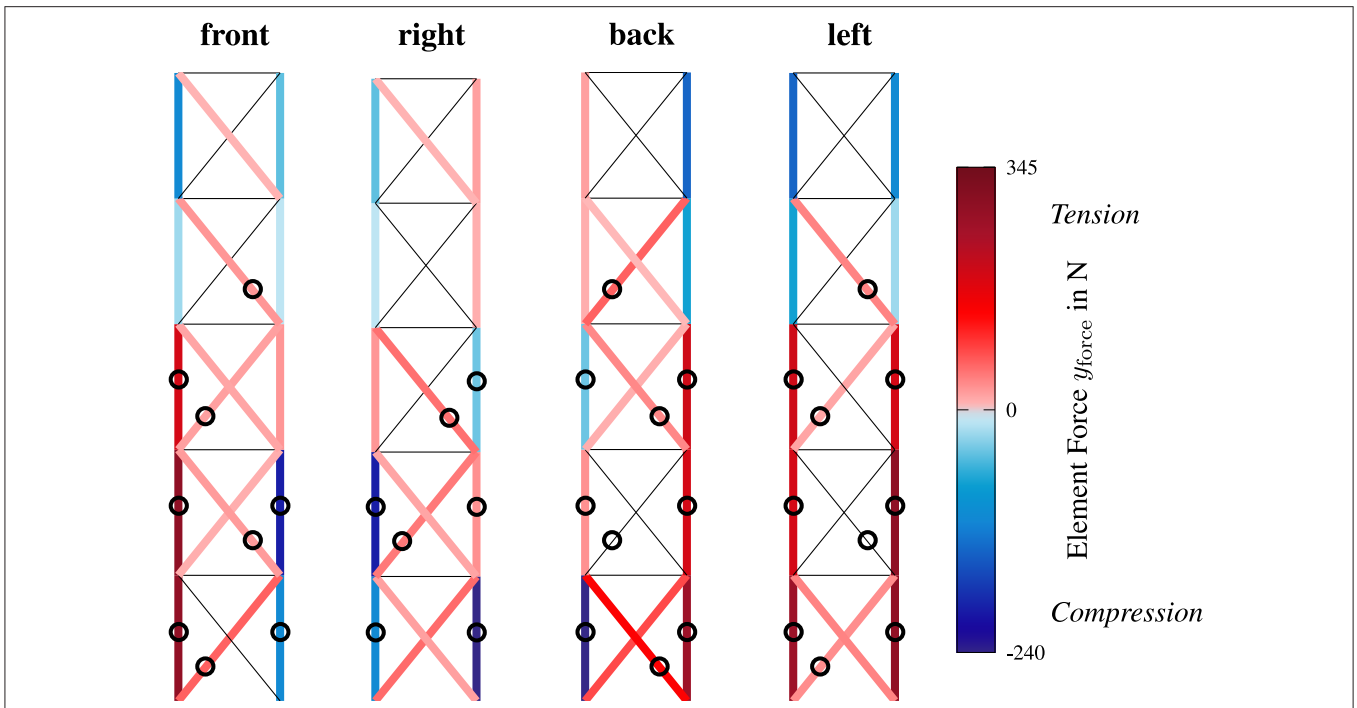 front right back left
345
Tension
Element Force y_force in N
0
Compression
-240